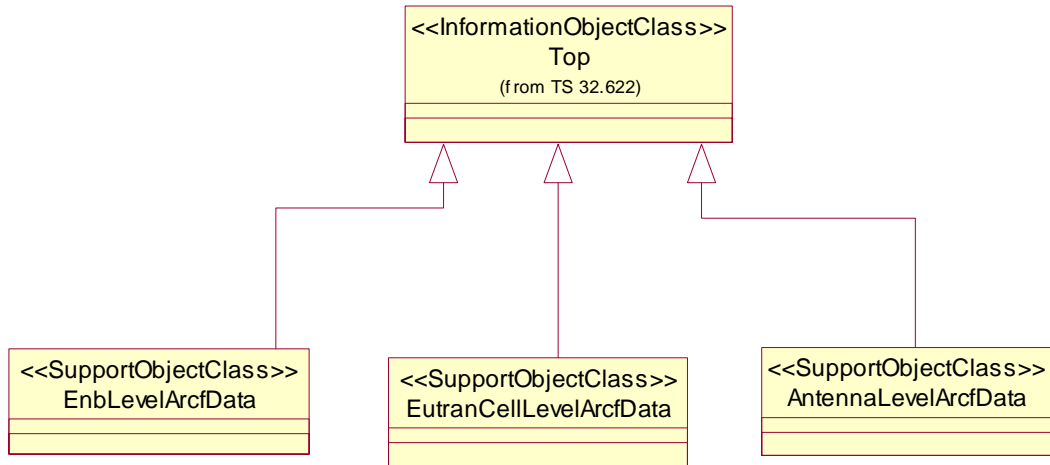 <<InformationObjectClass>>
Top
(from TS 32.622)
<<SupportObjectClass>>
EnbLevelArcfData
<<SupportObjectClass>>
EutranCellLevelArcfData
<<SupportObjectClass>>
AntennaLevelArcfData